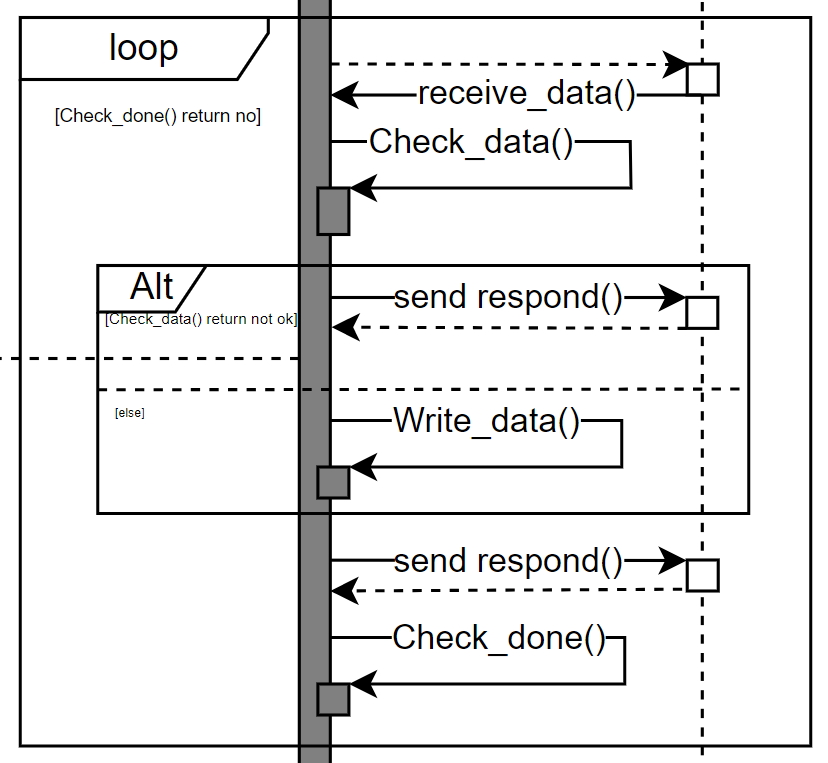 loop
[Check_done() return no]
receive_data()
Check_data()
Alt
[Check_data() return not ok]
send respond()
[else]
Write_data()
send respond()
Check_done()